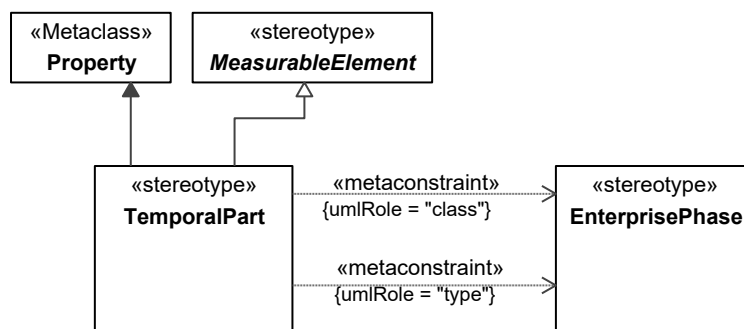 «Metaclass»
Property
«stereotype»
MeasurableElement
«stereotype»
TemporalPart
«metaconstraint»
{umlRole = "class"}
«metaconstraint»
{umlRole = "type"}
«stereotype»
EnterprisePhase